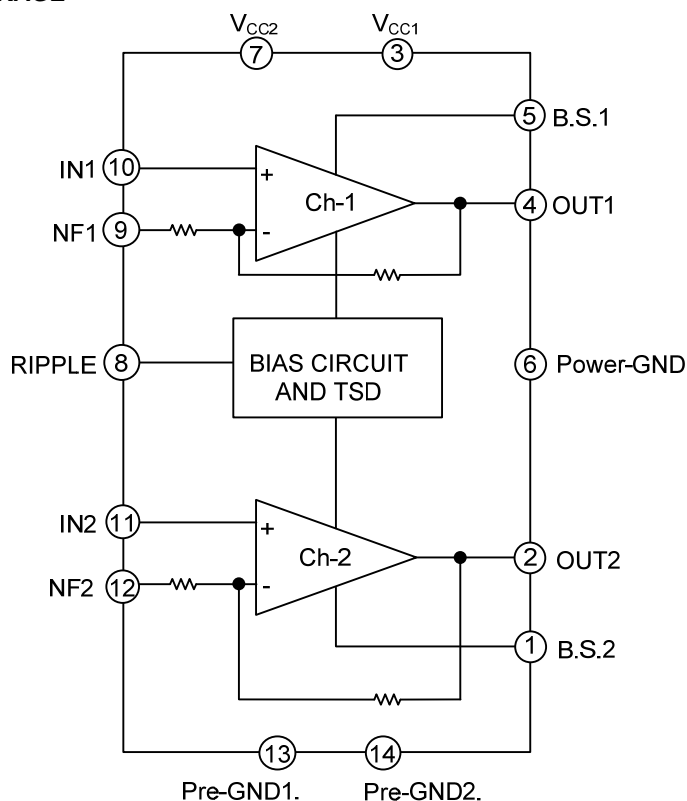 VCC2
VCC1
7
3
5
B.S.1
IN1
10
+
Ch-1
4
OUT1
NF1
9
-
RIPPLE
8
BIAS CIRCUIT
AND TSD
6
Power-GND
IN2
11
+
Ch-2
2
OUT2
NF2
12
-
1
B.S.2
13
14
Pre-GND1.
Pre-GND2.